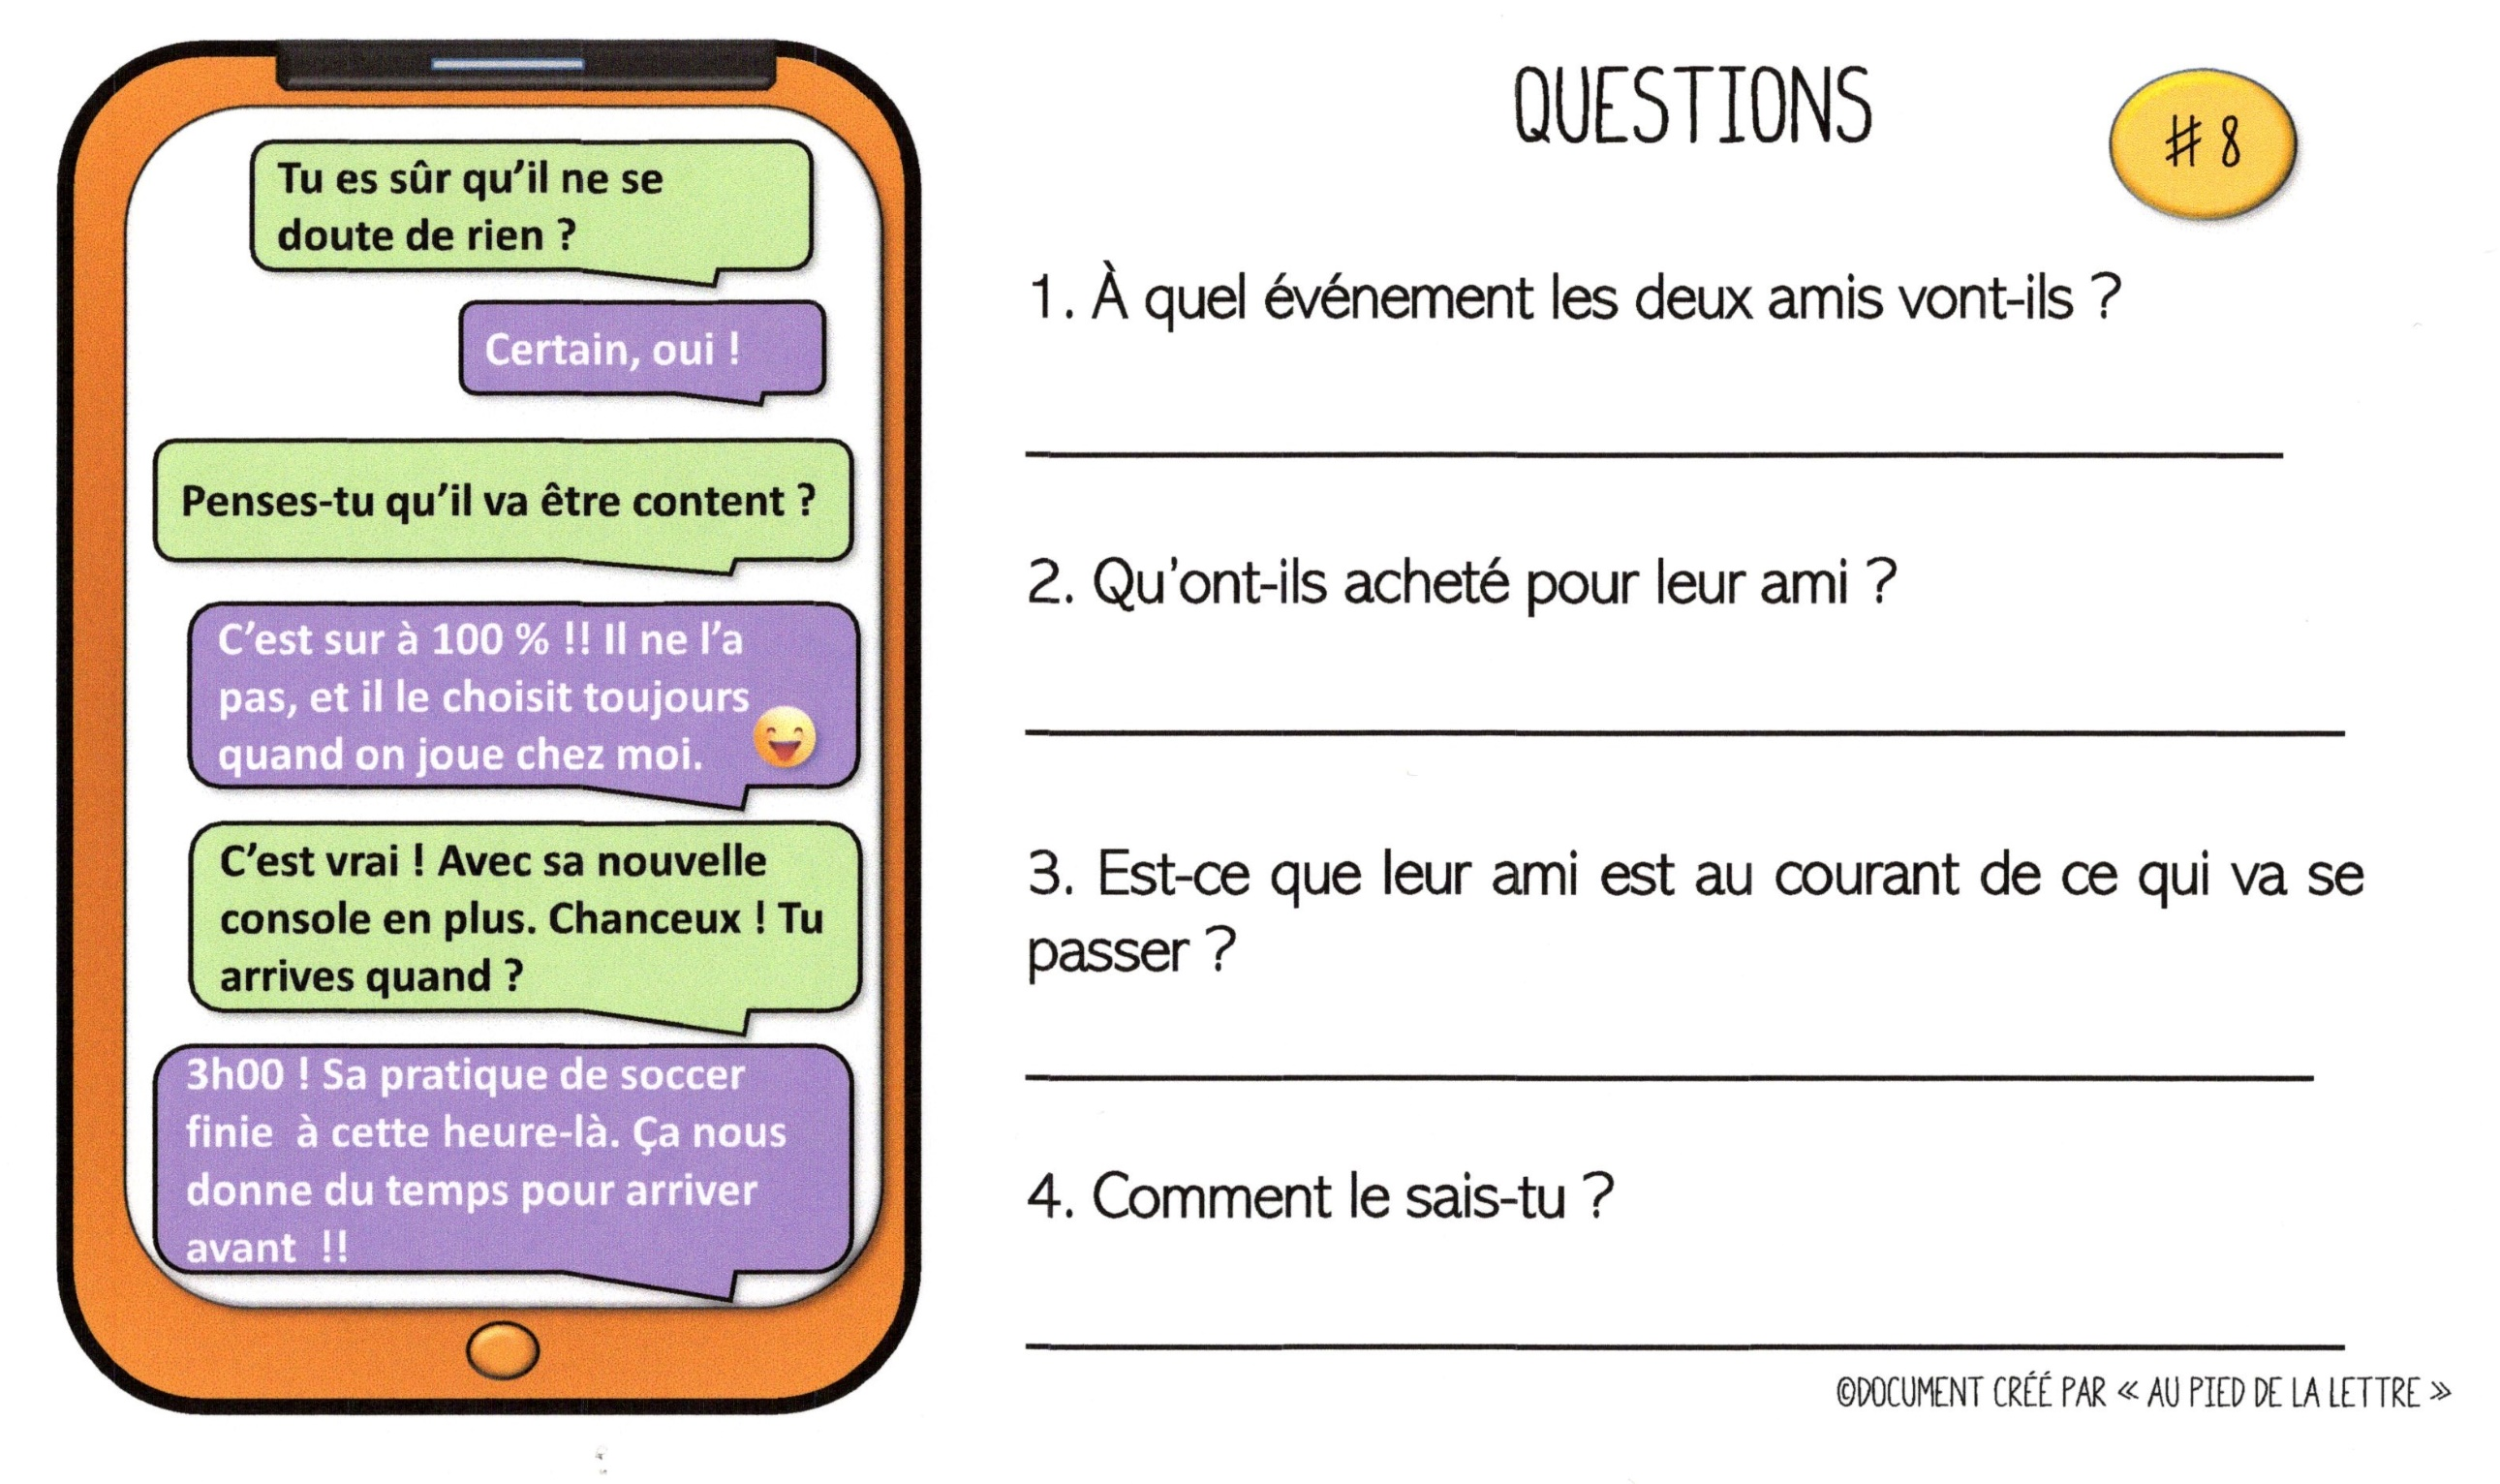 Tu es sûr qu’il ne se
doute de rien ?
Certain, oui !
Penses-tu qu’il va être content ?
C’est sur à 100 % !! Il ne l’a
pas, et il le choisit toujours
quand on joue chez moi.
C’est vrai ! Avec sa nouvelle
console en plus. Chanceux ! Tu
arrives quand ?
3h00 ! Sa pratique de soccer
finie à cette heure-là. Ça nous
donne du temps pour arriver
avant !!
QUESTIONS
# 8
1. À quel événement les deux amis vont-ils ?
2. Qu’ont-ils acheté pour leur ami ?
3. Est-ce que leur ami est au courant de ce qui va se
passer ?
4. Comment le sais-tu ?
©DOCUMENT CRÉÉ PAR « AU PIED DE LA LETTRE »